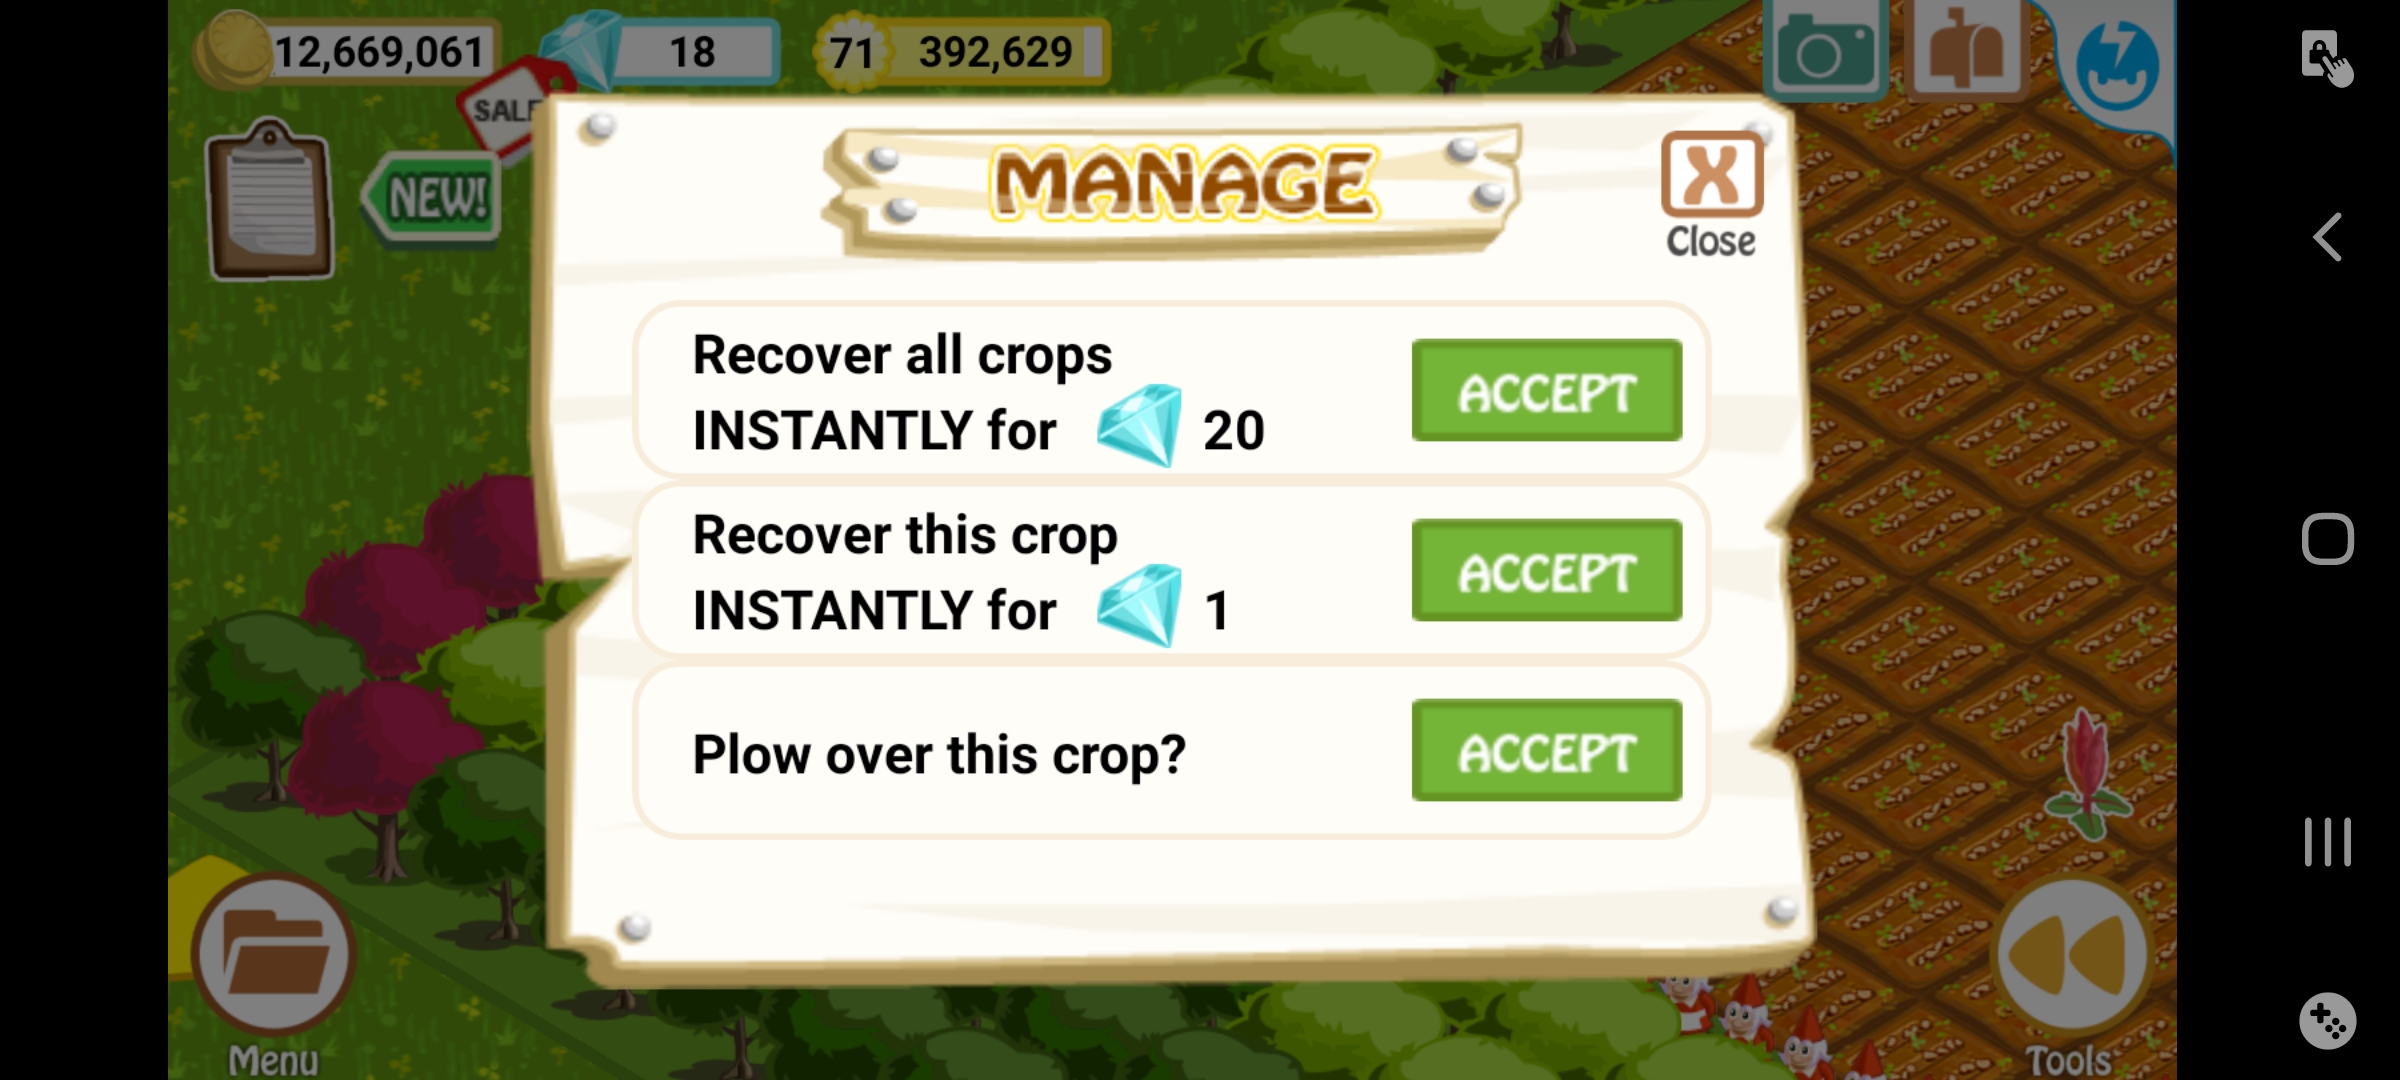 12,669,061
18
71
392,629
SALE
NEW!
MANAGE
X
Close
Recover all crops
INSTANTLY for 20
ACCEPT
Recover this crop
INSTANTLY for 1
ACCEPT
Plow over this crop?
ACCEPT
Menu
Tools